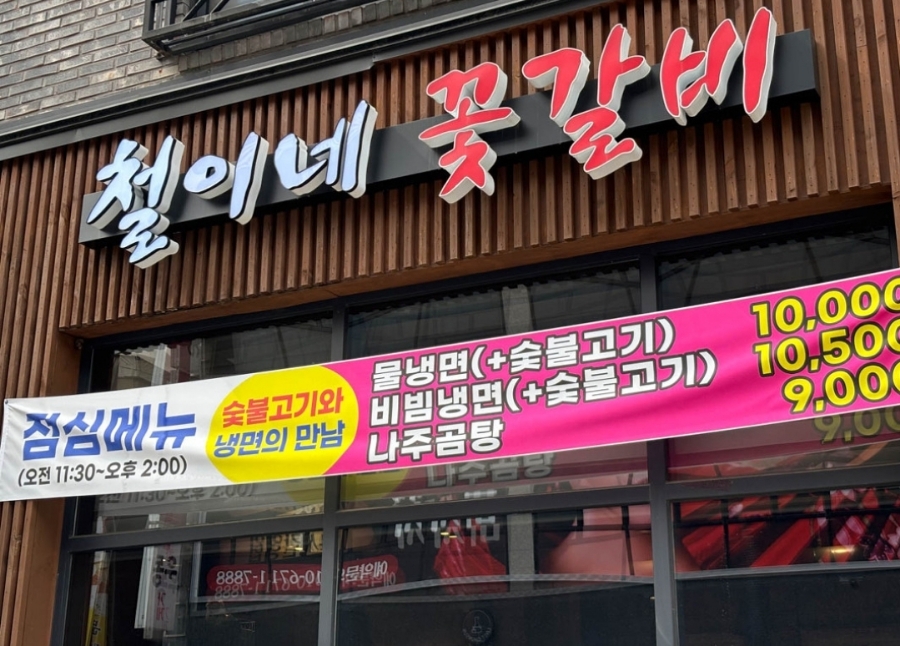 철이네 꽃갈비
점심메뉴
(오전 11:30~오후 2:00)
숯불고기와
냉면의 만남
물냉면(+숯불고기) 10,000
비빔냉면(+숯불고기) 10,500
나주곰탕 9,000